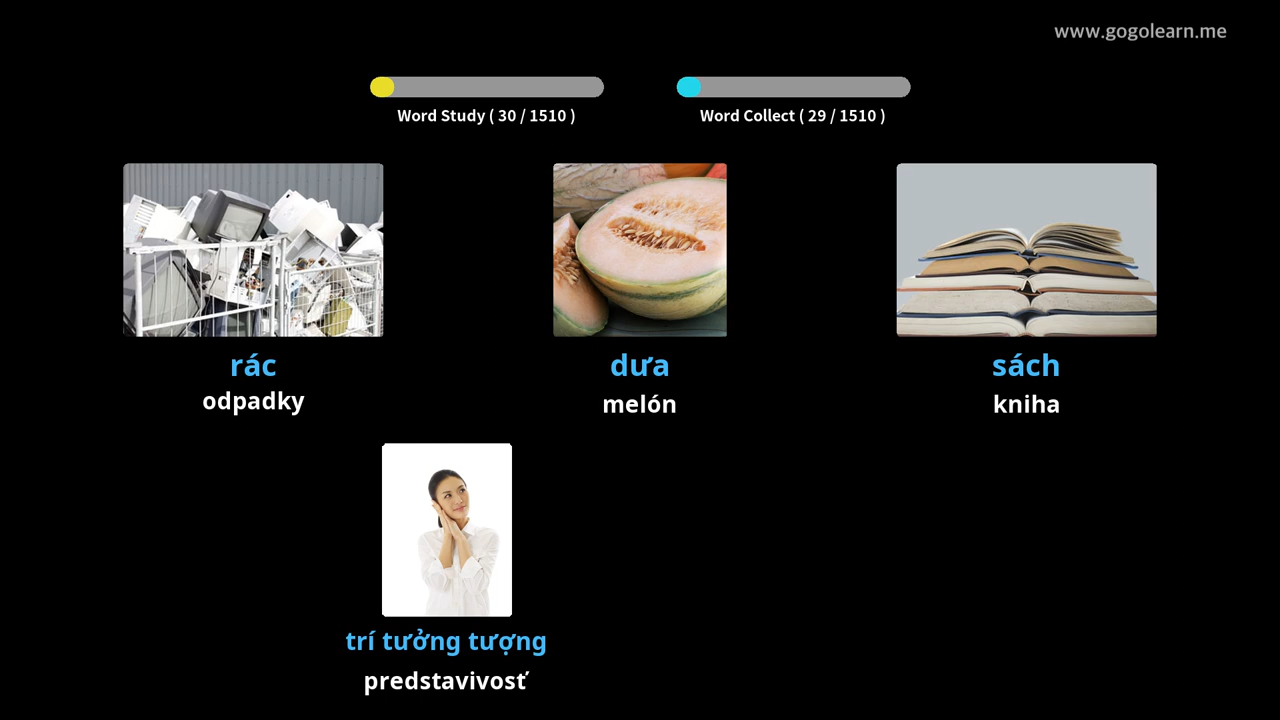 www.gogolearn.me
Word Study ( 30 / 1510 )
Word Collect ( 29 / 1510 )
rác
odpadky
dưa
melón
sách
kniha
trí tưởng tượng
predstavivosť